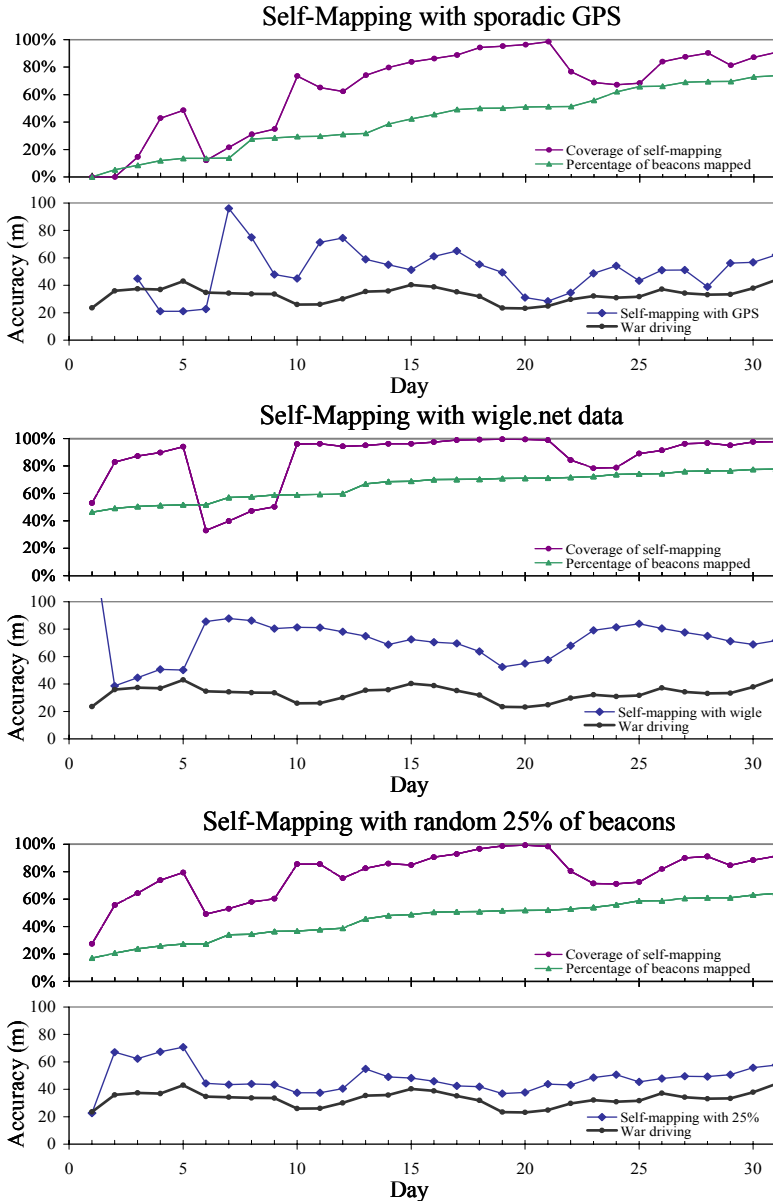 Self-Mapping with sporadic GPS
100%
80%
60%
40%
20%
0%
Coverage of self-mapping
Percentage of beacons mapped
Accuracy (m)
100
80
60
40
20
0
Self-mapping with GPS
War driving
0 5 10 15 20 25 30
Day
Self-Mapping with wigle.net data
100%
80%
60%
40%
20%
0%
Coverage of self-mapping
Percentage of beacons mapped
Accuracy (m)
100
80
60
40
20
0
Self-mapping with wigle
War driving
0 5 10 15 20 25 30
Day
Self-Mapping with random 25% of beacons
100%
80%
60%
40%
20%
0%
Coverage of self-mapping
Percentage of beacons mapped
Accuracy (m)
100
80
60
40
20
0
Self-mapping with 25%
War driving
0 5 10 15 20 25 30
Day